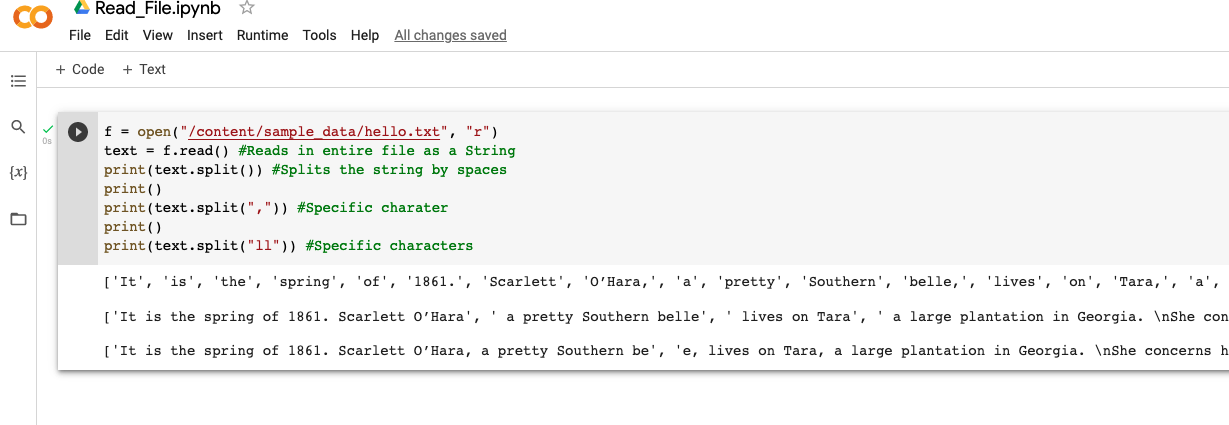 Read_File.ipynb
File Edit View Insert Runtime Tools Help All changes saved
+ Code + Text
{x}
0s
f = open("/content/sample_data/hello.txt", "r")
text = f.read() #Reads in entire file as a String
print(text.split()) #Splits the string by spaces
print()
print(text.split(",")) #Specific charater
print()
print(text.split("ll")) #Specific characters
['It', 'is', 'the', 'spring', 'of', '1861.', 'Scarlett', 'O’Hara,', 'a', 'pretty', 'Southern', 'belle,', 'lives', 'on', 'Tara,', 'a',
['It is the spring of 1861. Scarlett O’Hara', ' a pretty Southern belle', ' lives on Tara', ' a large plantation in Georgia. \nShe con
['It is the spring of 1861. Scarlett O’Hara, a pretty Southern be', 'e, lives on Tara, a large plantation in Georgia. \nShe concerns h